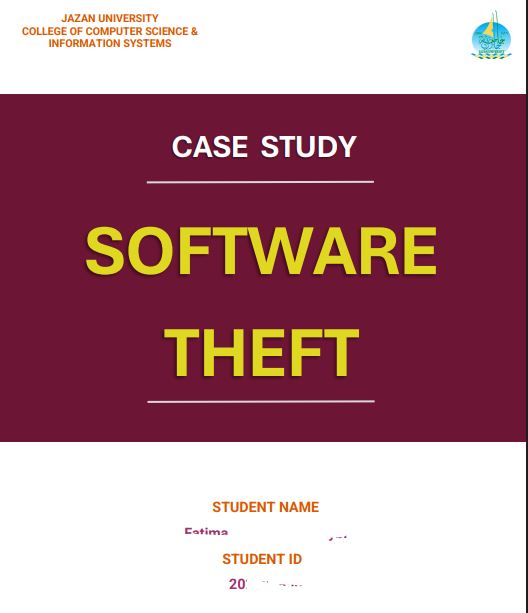 JAZAN UNIVERSITY
COLLEGE OF COMPUTER SCIENCE &
INFORMATION SYSTEMS
CASE STUDY
SOFTWARE
THEFT
STUDENT NAME
Fatima
STUDENT ID